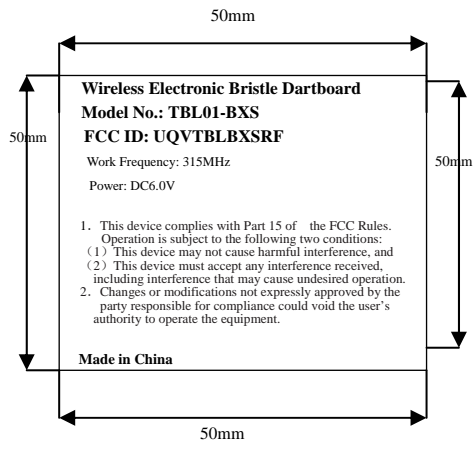 50mm
Wireless Electronic Bristle Dartboard
Model No.: TBL01-BXS
FCC ID: UQVTBLBXSRF
50mm
50mm
Work Frequency: 315MHz
Power: DC6.0V
1. This device complies with Part 15 of the FCC Rules.
Operation is subject to the following two conditions:
(1) This device may not cause harmful interference, and
(2) This device must accept any interference received,
including interference that may cause undesired operation.
2. Changes or modifications not expressly approved by the
party responsible for compliance could void the user's
authority to operate the equipment.
Made in China
50mm